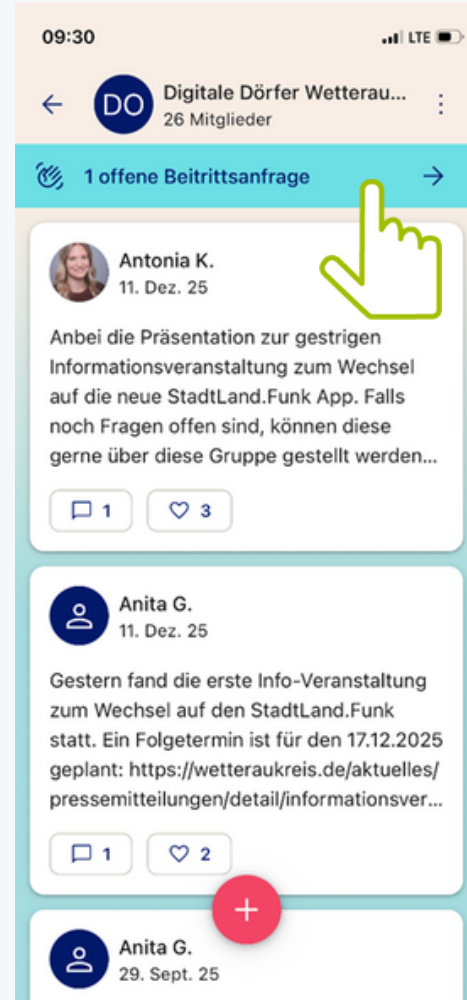 09:30
LTE
DO
Digitale Dörfer Wetterau...
26 Mitglieder
1 offene Beitrittsanfrage
Antonia K.
11. Dez. 25
Anbei die Präsentation zur gestrigen
Informationsveranstaltung zum Wechsel
auf die neue StadtLand.Funk App. Falls
noch Fragen offen sind, können diese
gerne über diese Gruppe gestellt werden...
1
3
Anita G.
11. Dez. 25
Gestern fand die erste Info-Veranstaltung
zum Wechsel auf den StadtLand.Funk
statt. Ein Folgetermin ist für den 17.12.2025
geplant: https://wetteraukreis.de/aktuelles/
pressemitteilungen/detail/informationsver...
1
2
Anita G.
29. Sept. 25